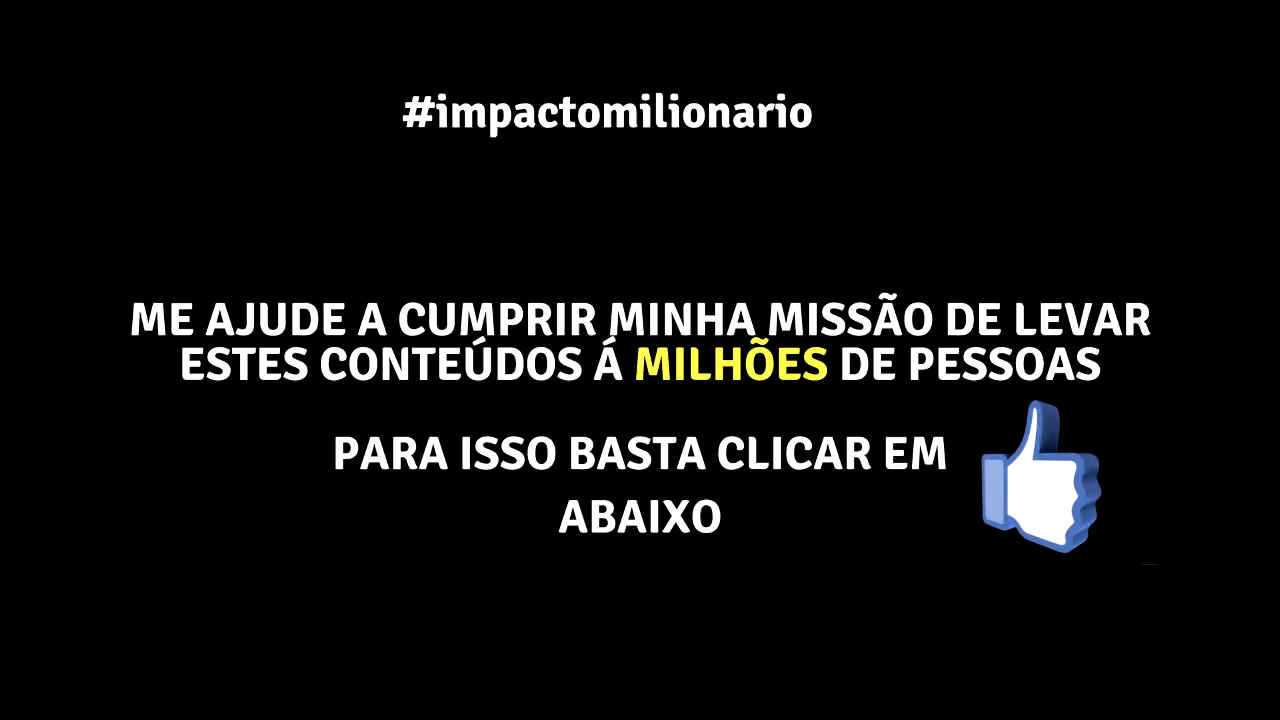 #impactomilionario
ME AJUDE A CUMPRIR MINHA MISSÃO DE LEVAR
ESTES CONTEÚDOS Á MILHÕES DE PESSOAS
PARA ISSO BASTA CLICAR EM
ABAIXO